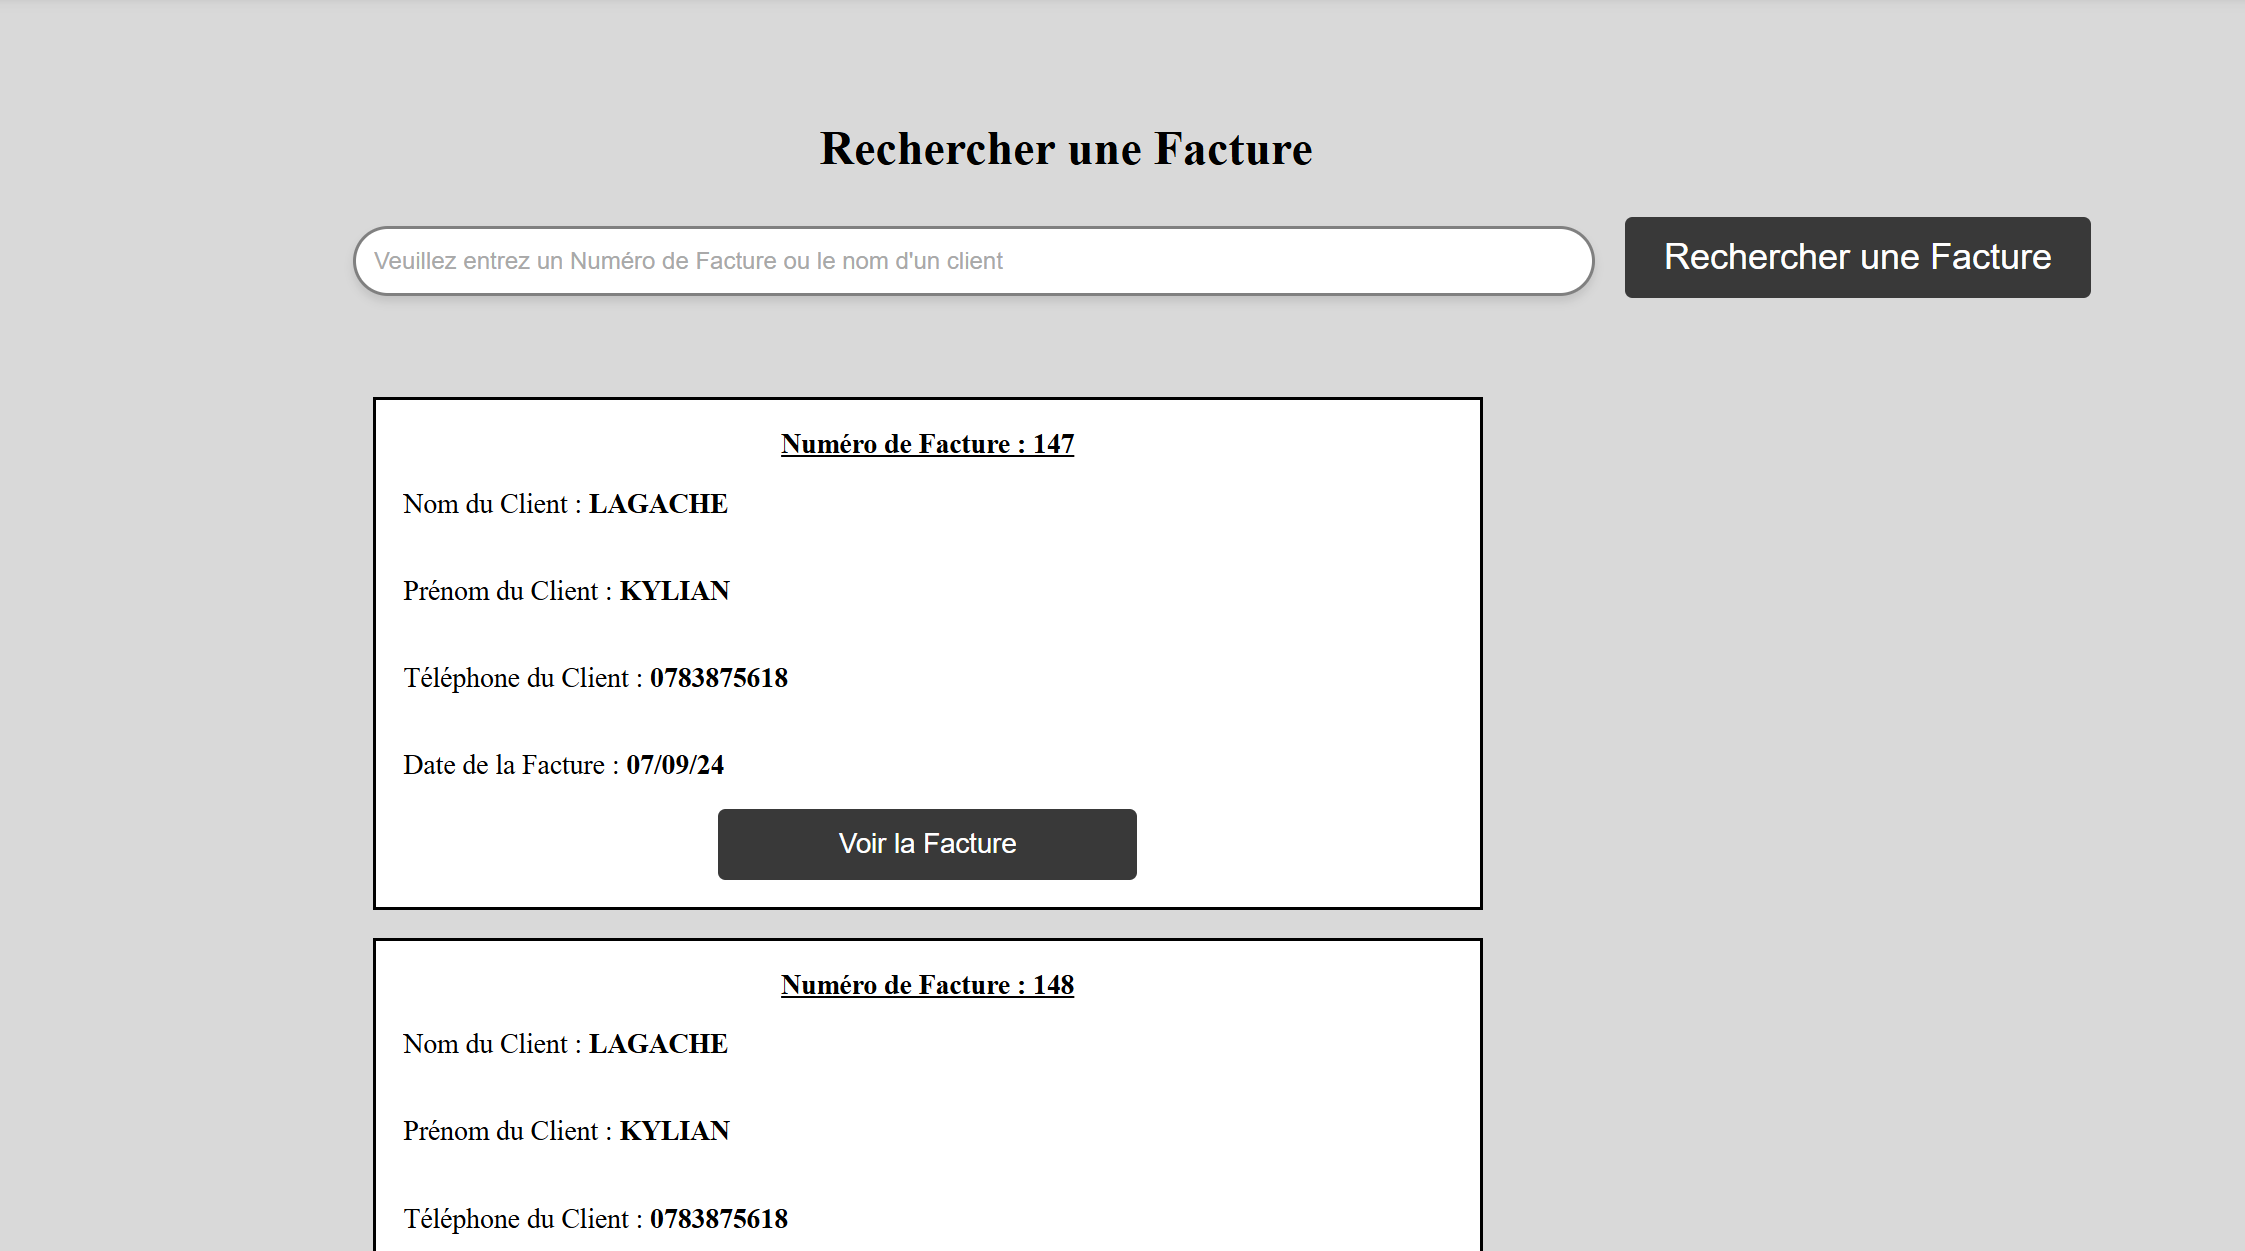 Rechercher une Facture
Veuillez entrez un Numéro de Facture ou le nom d'un client
Rechercher une Facture
Numéro de Facture : 147
Nom du Client : LAGACHE
Prénom du Client : KYLIAN
Téléphone du Client : 0783875618
Date de la Facture : 07/09/24
Voir la Facture
Numéro de Facture : 148
Nom du Client : LAGACHE
Prénom du Client : KYLIAN
Téléphone du Client : 0783875618